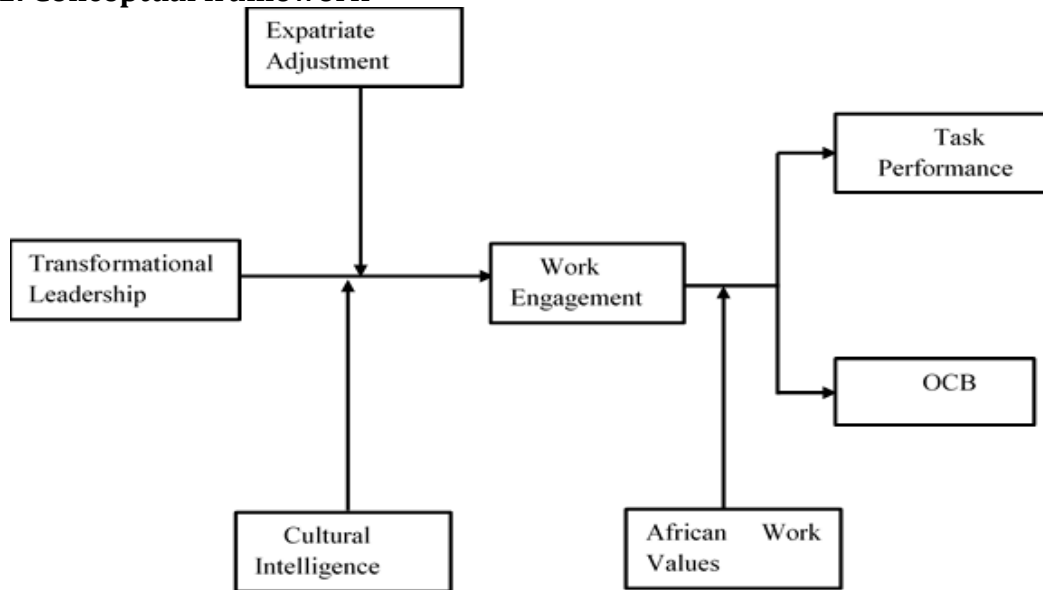 Expatriate
Adjustment
Task
Performance
Transformational
Leadership
Work
Engagement
OCB
Cultural
Intelligence
African Work
Values